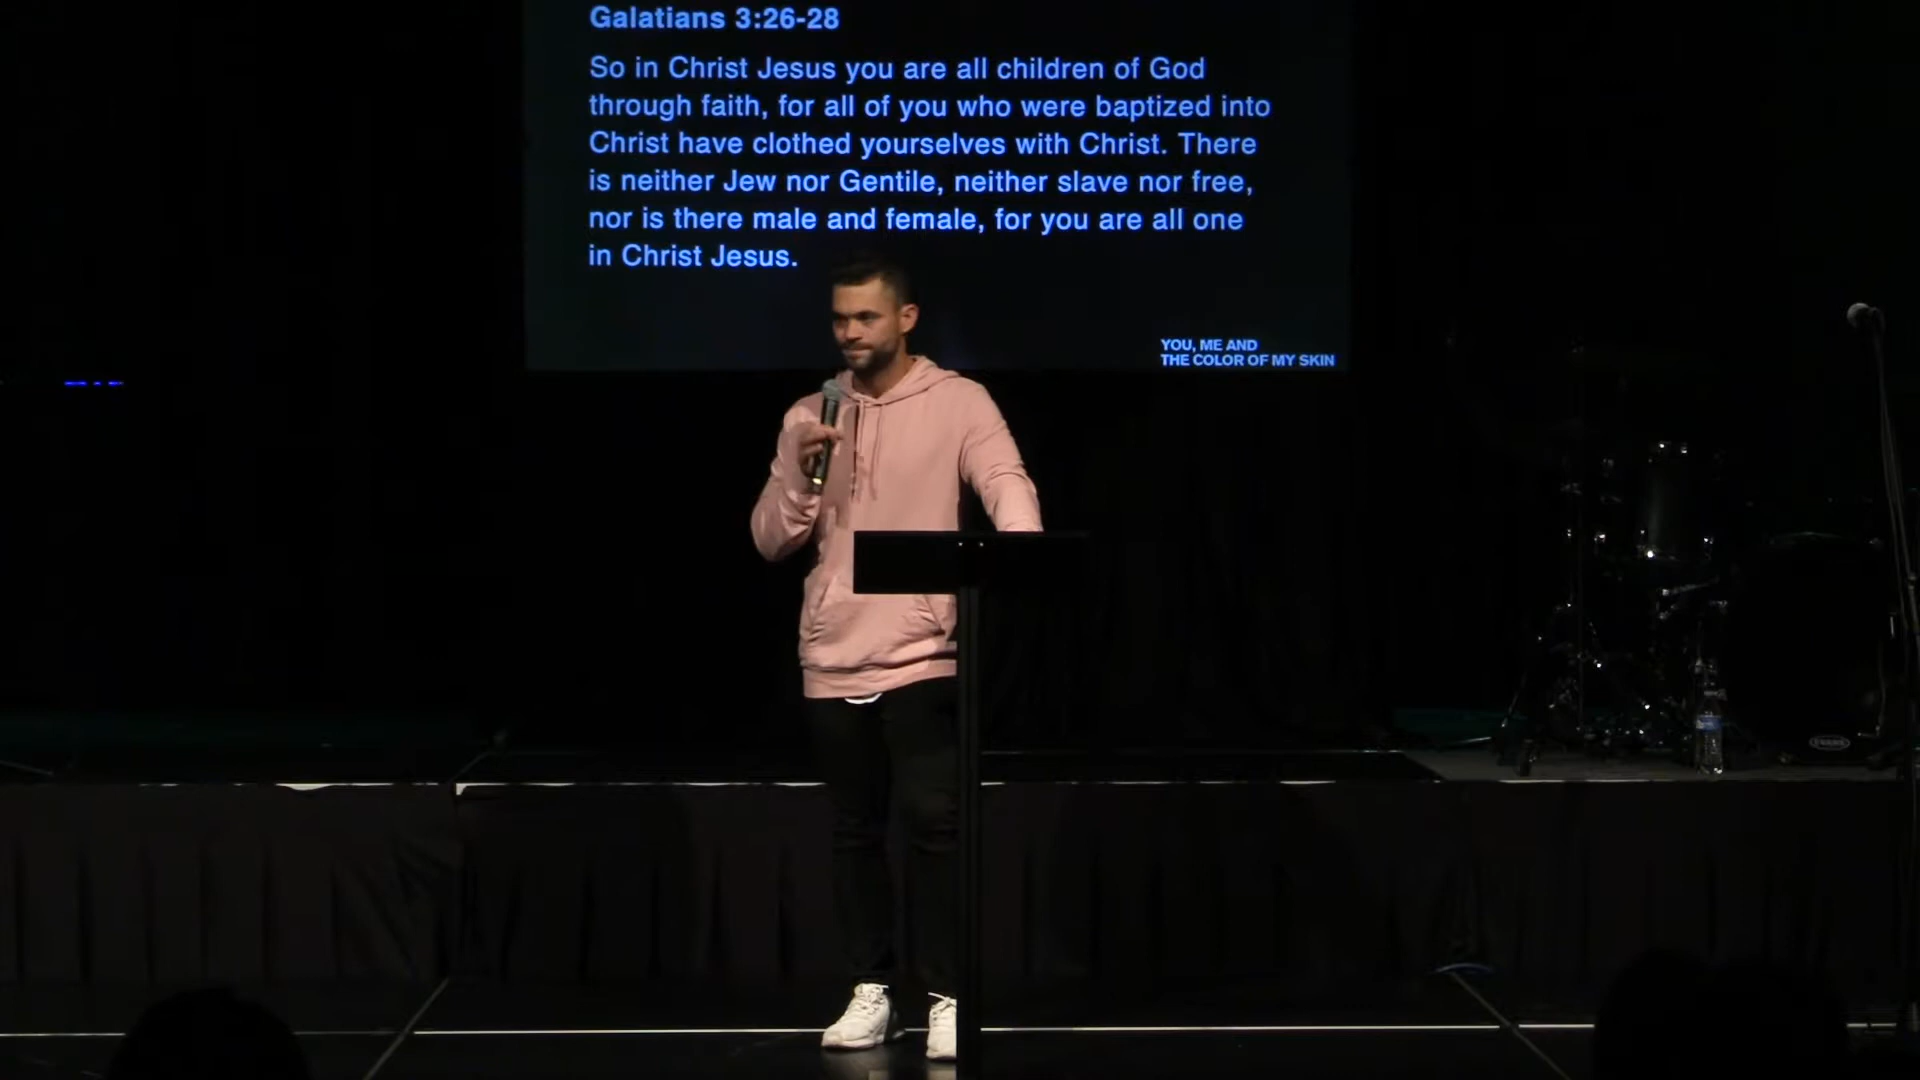 Galatians 3:26-28
So in Christ Jesus you are all children of God
through faith, for all of you who were baptized into
Christ have clothed yourselves with Christ. There
is neither Jew nor Gentile, neither slave nor free,
nor is there male and female, for you are all one
in Christ Jesus.
YOU, ME AND
THE COLOR OF MY SKIN
EVANS